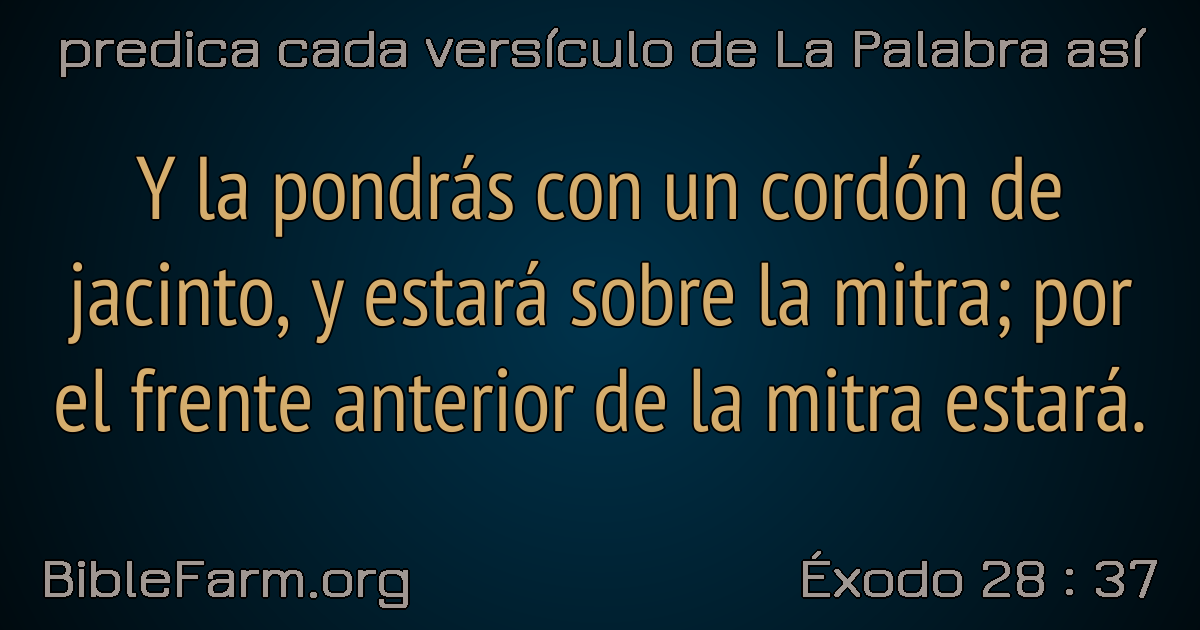 predica cada versículo de La Palabra así
Y la pondrás con un cordón de
jacinto, y estará sobre la mitra; por
el frente anterior de la mitra estará.
BibleFarm.org
Éxodo 28 : 37